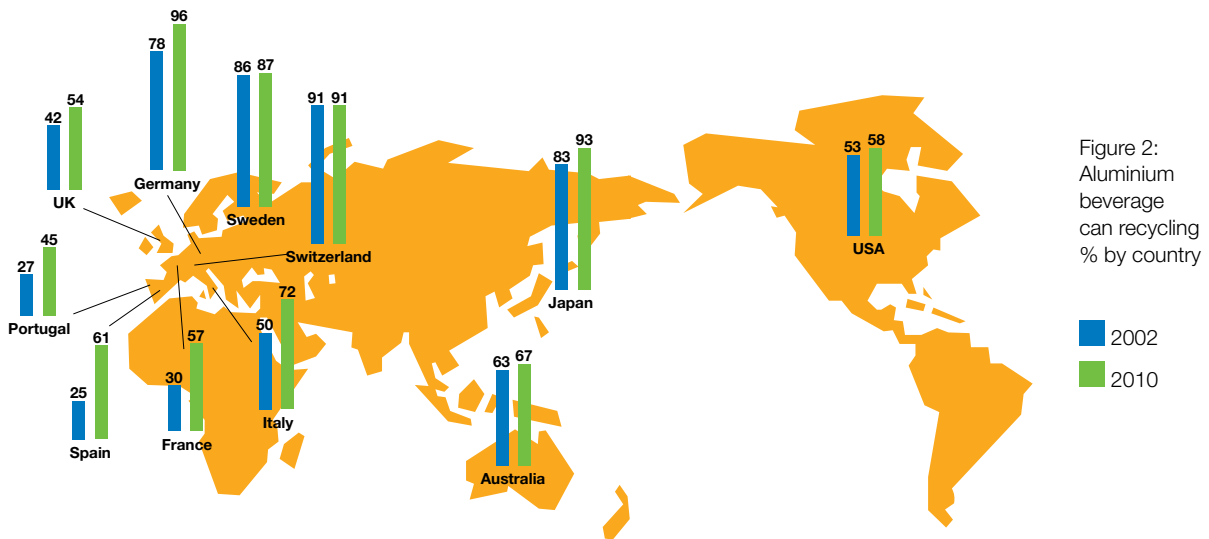 42 54
UK
78 96
Germany
86 87
Sweden
91 91
Switzerland
83 93
Japan
53 58
USA
27 45
Portugal
25 61
Spain
30 57
France
50 72
Italy
63 67
Australia
Figure 2:
Aluminium
beverage
can recycling
% by country
2002
2010